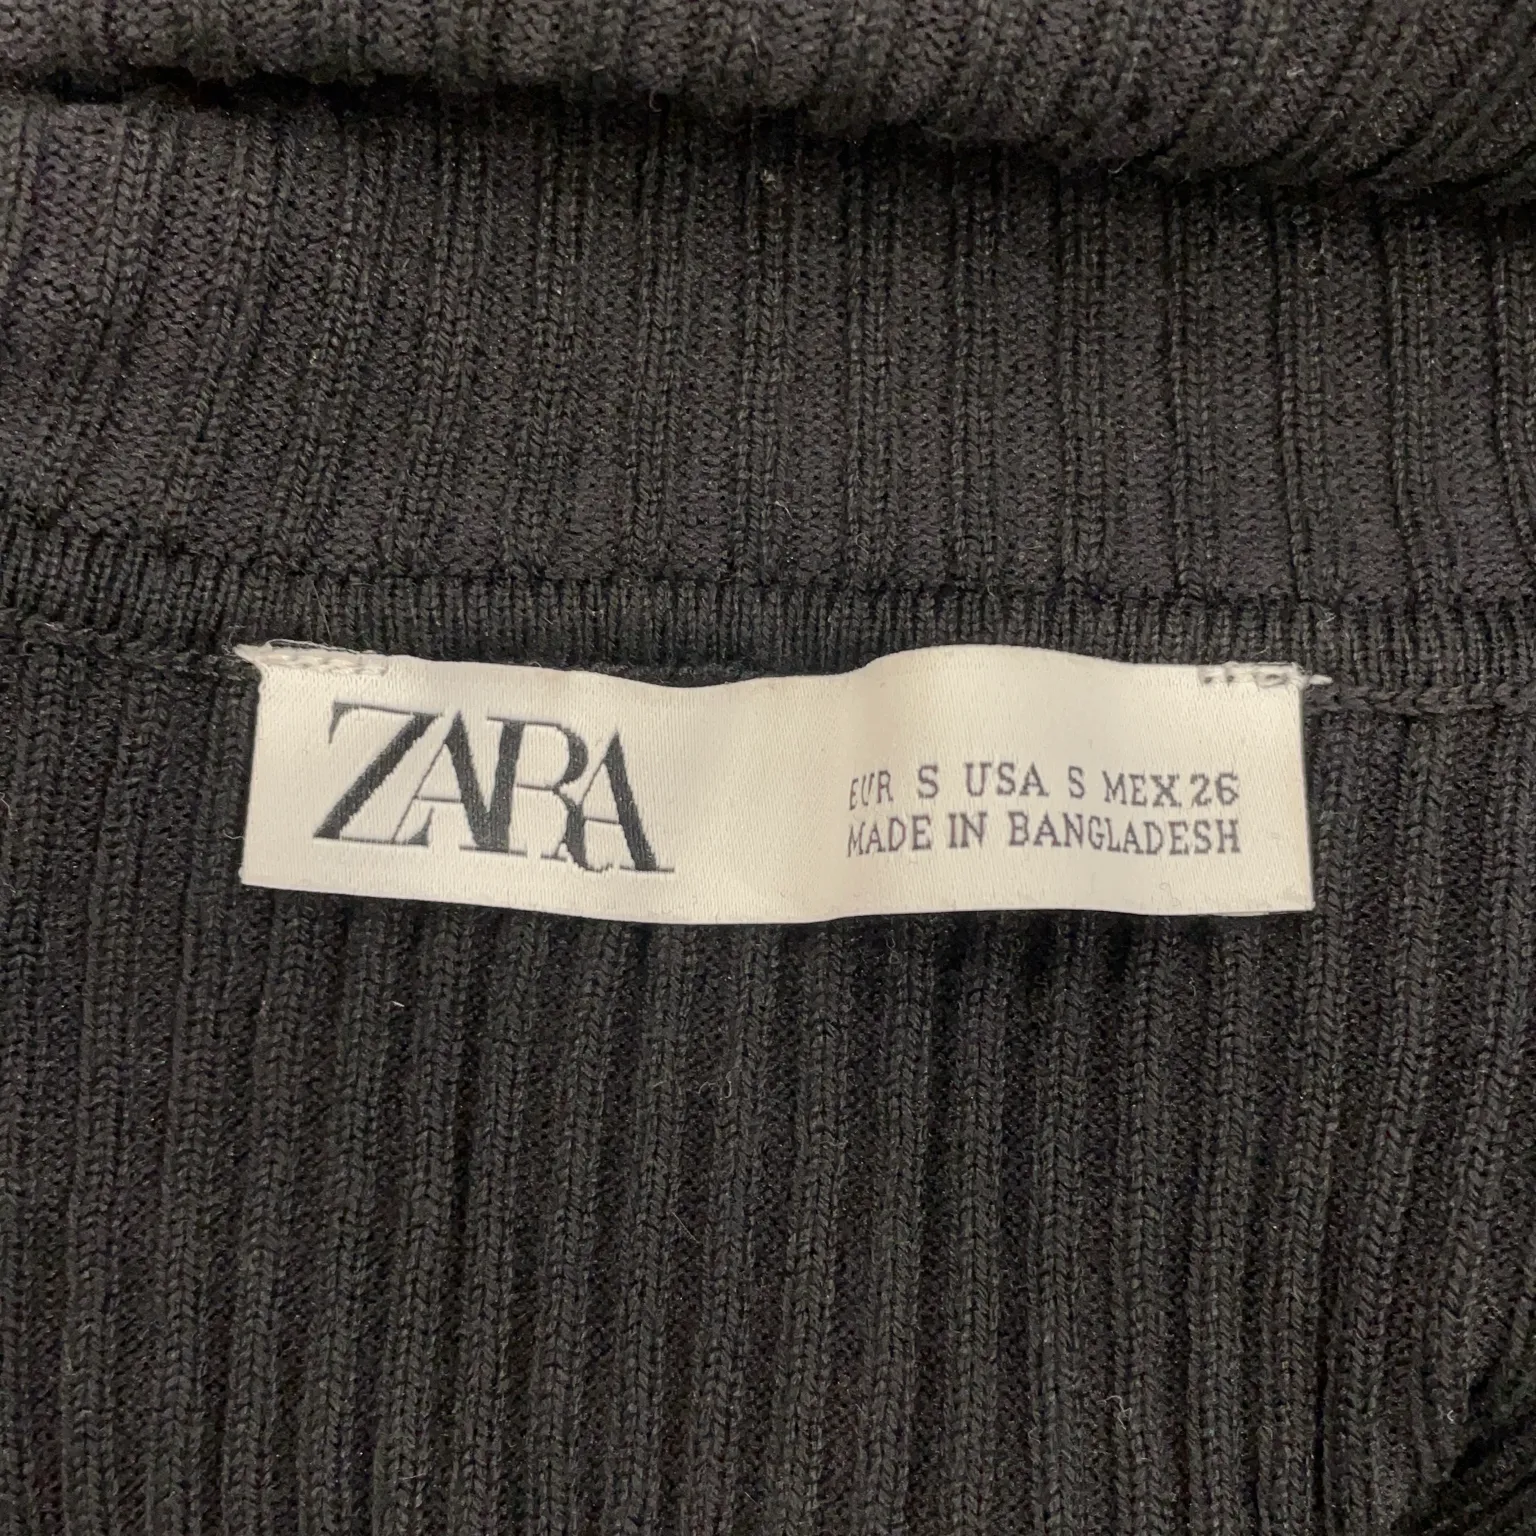 ZARA
EUR S USA S MEX 26
MADE IN BANGLADESH